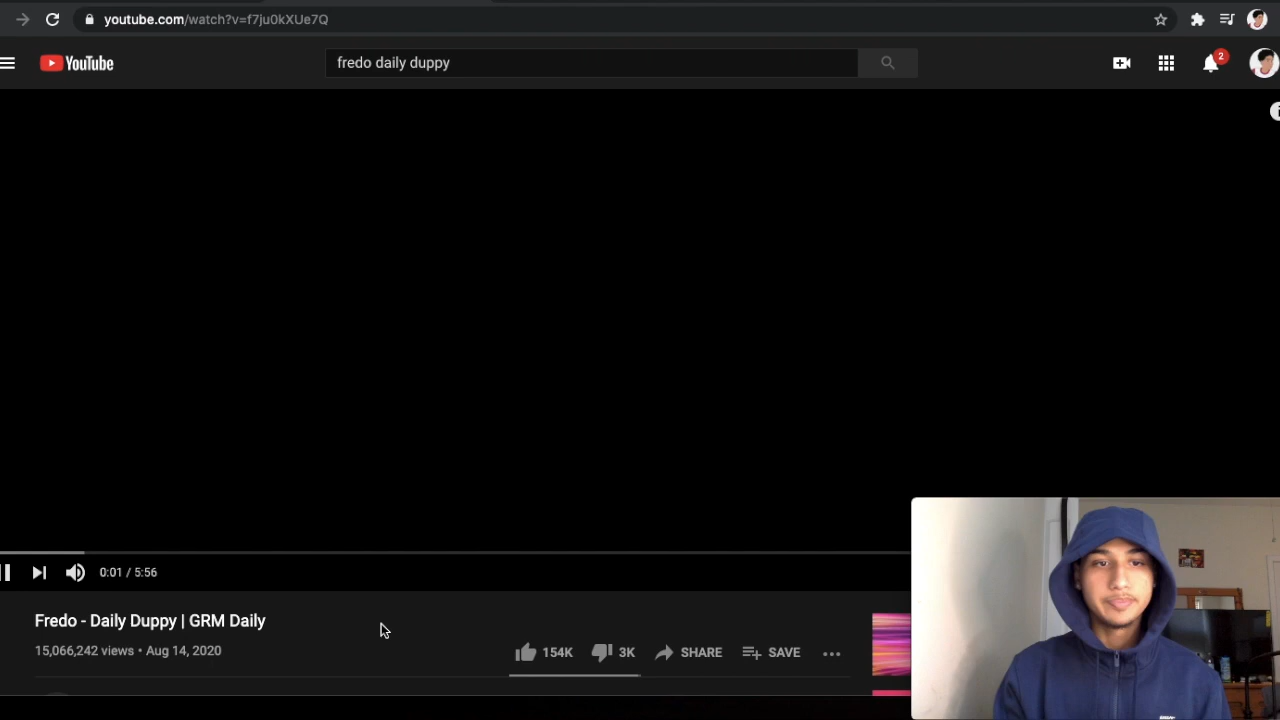 youtube.com/watch?v=f7ju0kXUe7Q
YouTube
fredo daily duppy
2
0:01 / 5:56
Fredo - Daily Duppy | GRM Daily
15,066,242 views • Aug 14, 2020
154K
3K
SHARE
SAVE